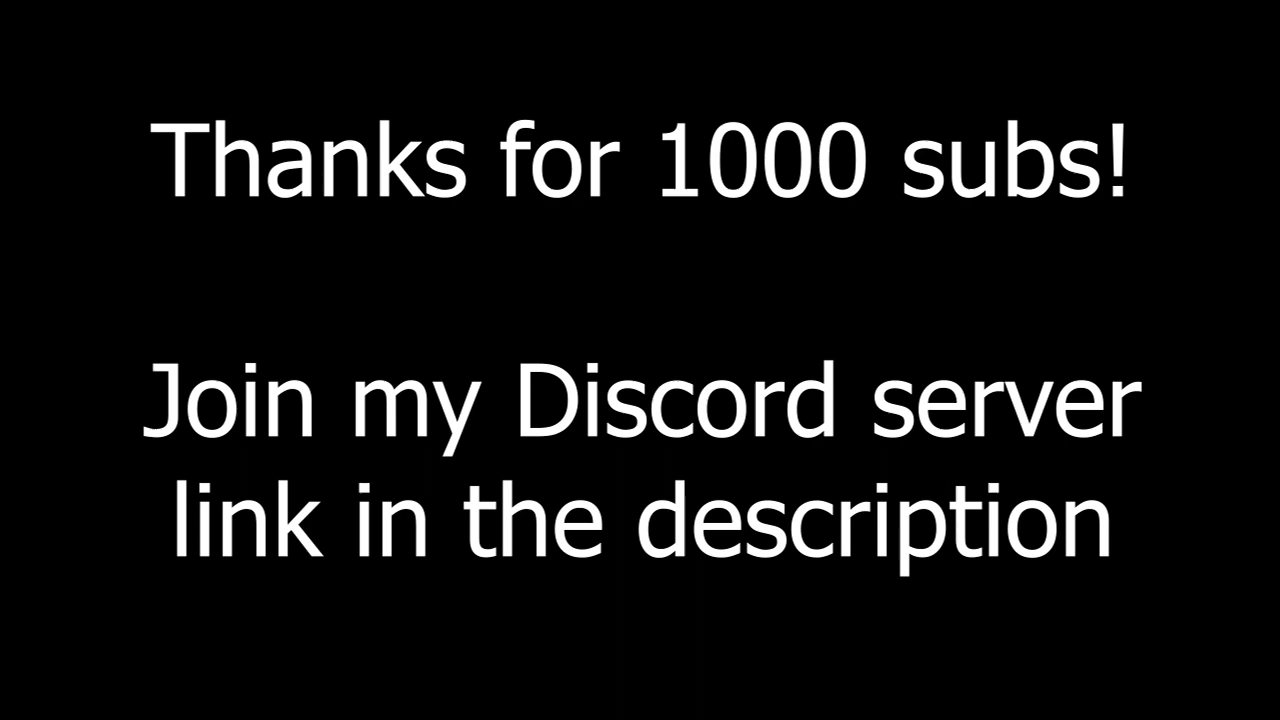 Thanks for 1000 subs!
Join my Discord server
link in the description